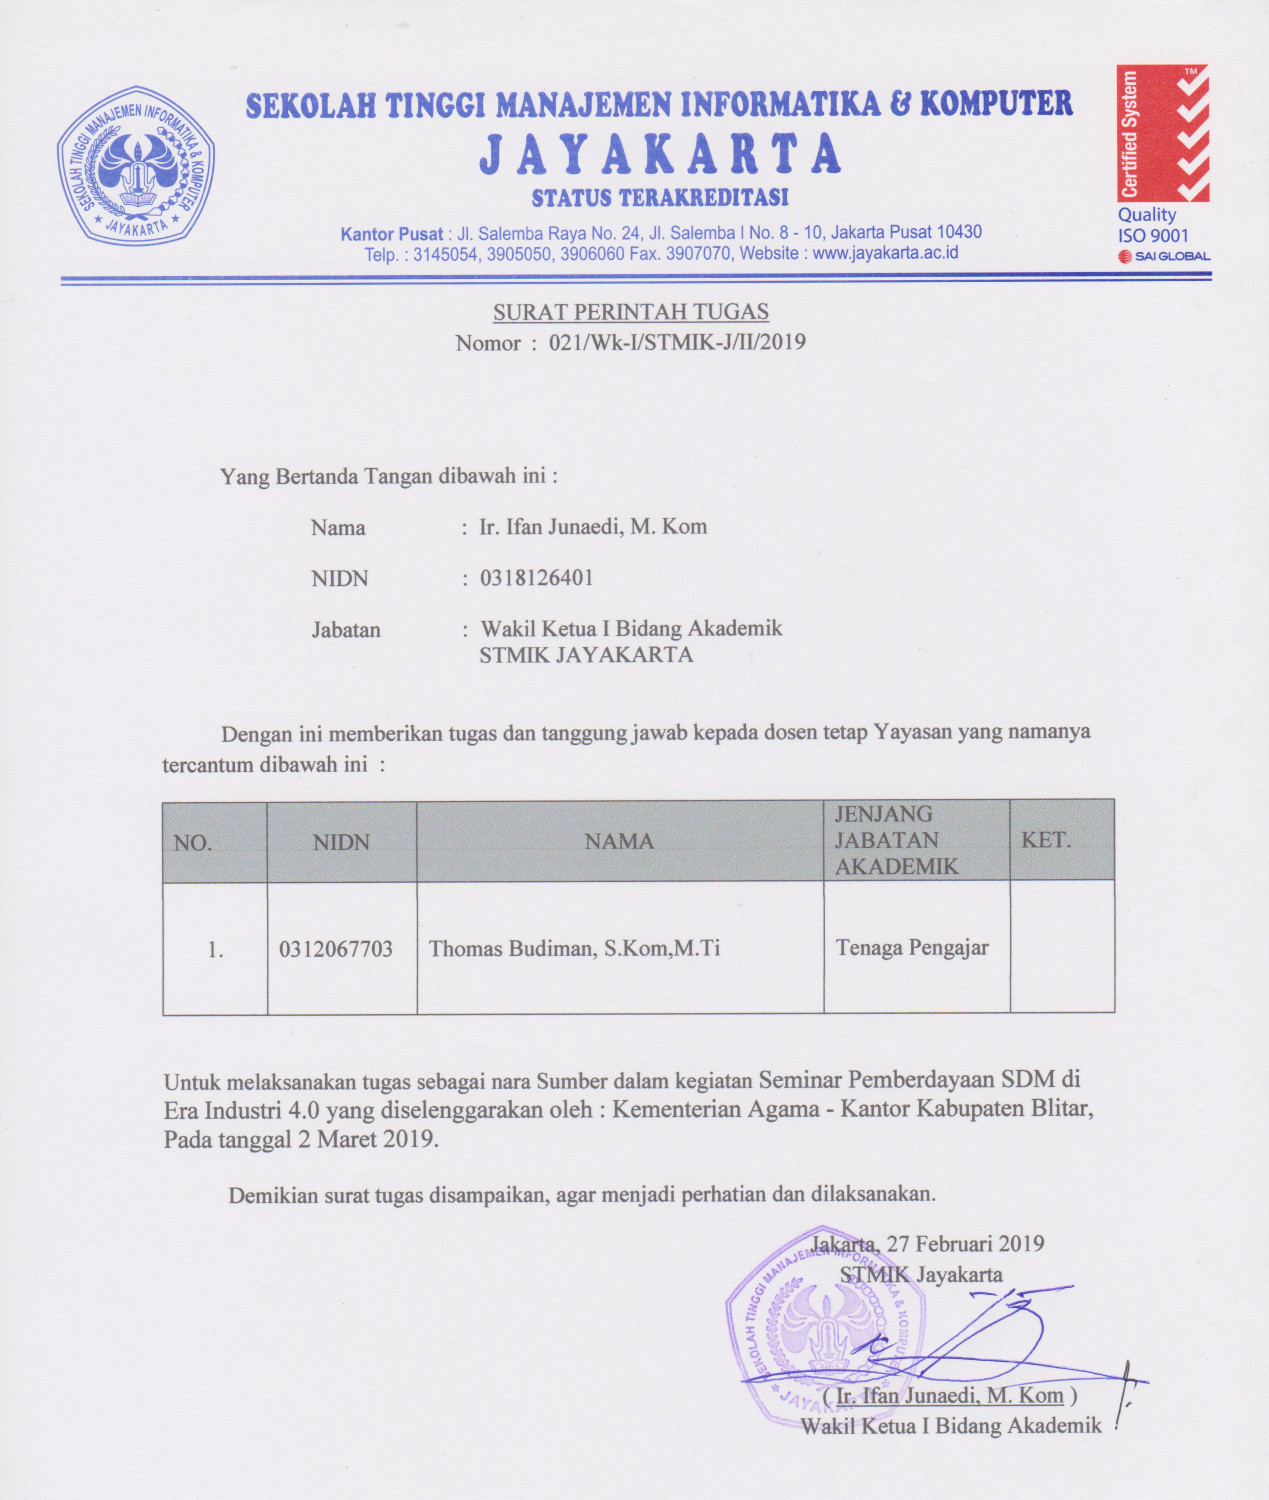 SEKOLAH TINGGI MANAJEMEN INFORMATIKA & KOMPUTER
JAYAKARTA
STATUS TERAKREDITASI
Kantor Pusat : Jl. Salemba Raya No. 24, Jl. Salemba I No. 8 - 10, Jakarta Pusat 10430
Telp. : 3145054, 3905050, 3906060 Fax. 3907070, Website : www.jayakarta.ac.id
SEKOLAH TINGGI MANAJEMEN INFORMATIKA & KOMPUTER
★ JAYAKARTA ★
Certified System
TM
Quality
ISO 9001
SAI GLOBAL
SURAT PERINTAH TUGAS
Nomor : 021/Wk-I/STMIK-J/II/2019
Yang Bertanda Tangan dibawah ini :
Nama : Ir. Ifan Junaedi, M. Kom
NIDN : 0318126401
Jabatan : Wakil Ketua I Bidang Akademik
STMIK JAYAKARTA
Dengan ini memberikan tugas dan tanggung jawab kepada dosen tetap Yayasan yang namanya
tercantum dibawah ini :
NO. NIDN NAMA JENJANG JABATAN AKADEMIK KET.
1. 0312067703 Thomas Budiman, S.Kom,M.Ti Tenaga Pengajar
Untuk melaksanakan tugas sebagai nara Sumber dalam kegiatan Seminar Pemberdayaan SDM di
Era Industri 4.0 yang diselenggarakan oleh : Kementerian Agama - Kantor Kabupaten Blitar,
Pada tanggal 2 Maret 2019.
Demikian surat tugas disampaikan, agar menjadi perhatian dan dilaksanakan.
Jakarta, 27 Februari 2019
STMIK Jayakarta
SEKOLAH TINGGI MANAJEMEN INFORMATIKA & KOMPUTER
★ JAYAKARTA ★
( Ir. Ifan Junaedi, M. Kom )
Wakil Ketua I Bidang Akademik